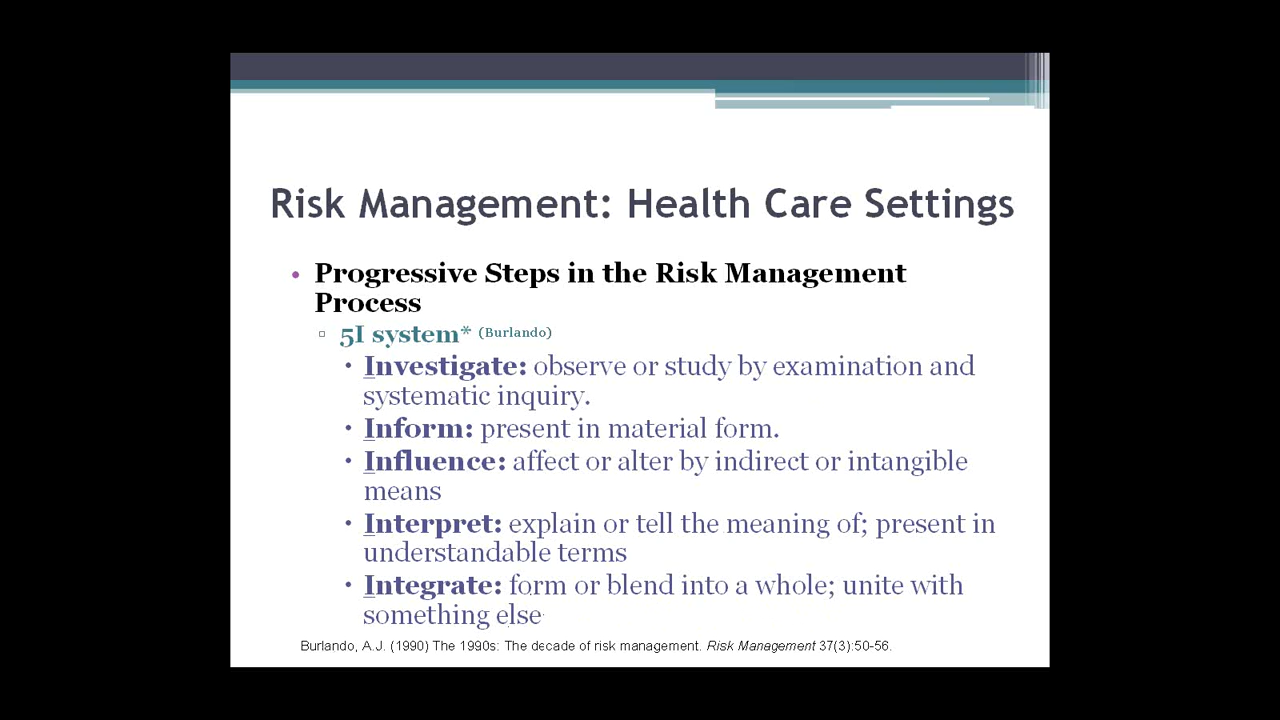 Risk Management: Health Care Settings
• Progressive Steps in the Risk Management
Process
▫ 5I system* (Burlando)
• Investigate: observe or study by examination and
systematic inquiry.
• Inform: present in material form.
• Influence: affect or alter by indirect or intangible
means
• Interpret: explain or tell the meaning of; present in
understandable terms
• Integrate: form or blend into a whole; unite with
something else
Burlando, A.J. (1990) The 1990s: The decade of risk management. Risk Management 37(3):50-56.